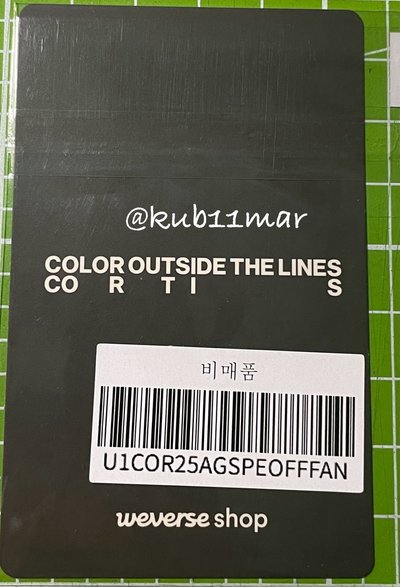 @kub11mar
COLOR OUTSIDE THE LINES
CO R TI S
비매품
U1COR25AGSPEOFFFAN
weverse shop